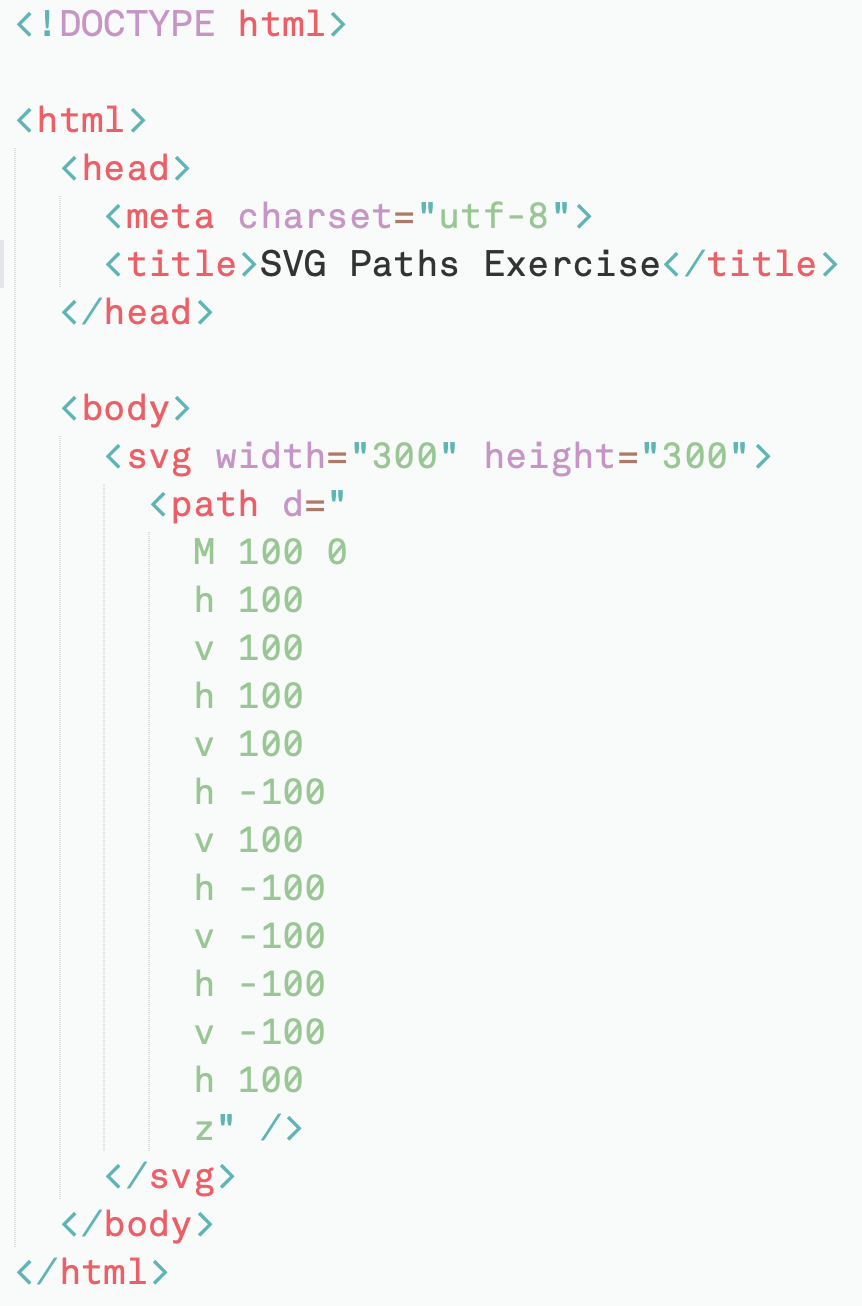 <!DOCTYPE html>

<html>
  <head>
    <meta charset="utf-8">
    <title>SVG Paths Exercise</title>
  </head>

  <body>
    <svg width="300" height="300">
      <path d="
        M 100 0
        h 100
        v 100
        h 100
        v 100
        h -100
        v 100
        h -100
        v -100
        h -100
        v -100
        h 100
        z" />
    </svg>
  </body>
</html>